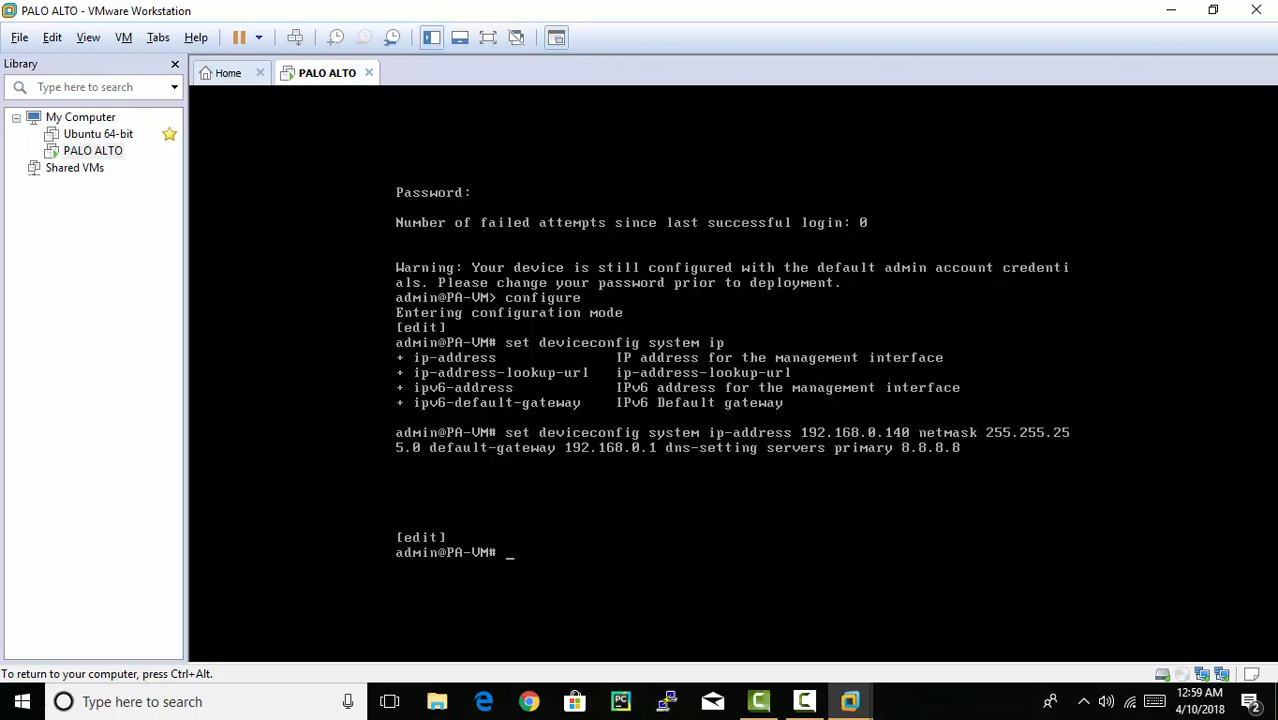 PALO ALTO - VMware Workstation
File Edit View VM Tabs Help
Library
Type here to search
My Computer
Ubuntu 64-bit
PALO ALTO
Shared VMs
Home
PALO ALTO
Password:
Number of failed attempts since last successful login: 0
Warning: Your device is still configured with the default admin account credenti
als. Please change your password prior to deployment.
admin@PA-VM> configure
Entering configuration mode
[edit]
admin@PA-VM# set deviceconfig system ip
+ ip-address IP address for the management interface
+ ip-address-lookup-url ip-address-lookup-url
+ ipv6-address IPv6 address for the management interface
+ ipv6-default-gateway IPv6 Default gateway
admin@PA-VM# set deviceconfig system ip-address 192.168.0.140 netmask 255.255.25
5.0 default-gateway 192.168.0.1 dns-setting servers primary 8.8.8.8
[edit]
admin@PA-VM# _
To return to your computer, press Ctrl+Alt.
Type here to search
PC
12:59 AM
4/10/2018
2